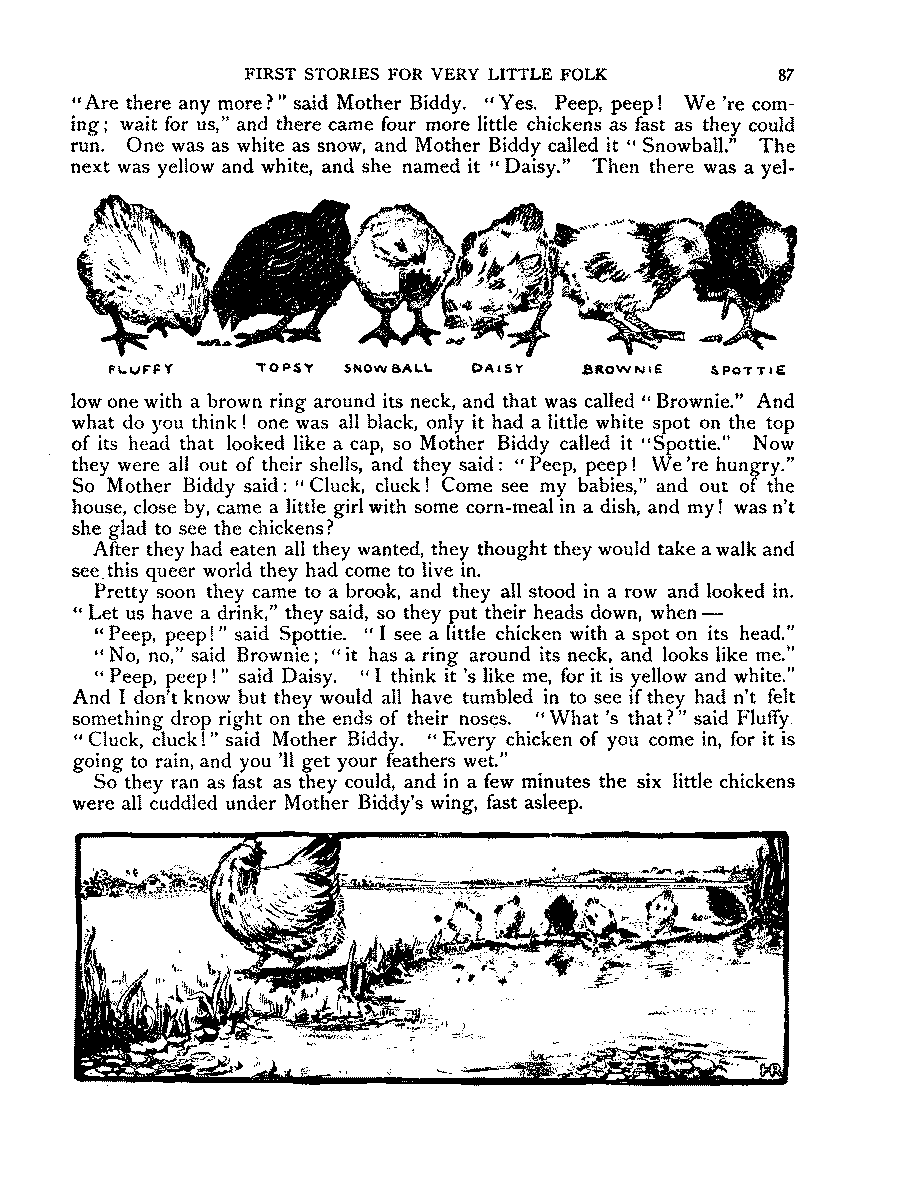 FIRST STORIES FOR VERY LITTLE FOLK 87
"Are there any more?" said Mother Biddy. "Yes. Peep, peep! We 're com-
ing; wait for us," and there came four more little chickens as fast as they could
run. One was as white as snow, and Mother Biddy called it "Snowball." The
next was yellow and white, and she named it "Daisy." Then there was a yel-
FLUFFY TOPSY SNOWBALL DAISY BROWNIE SPOTTIE
low one with a brown ring around its neck, and that was called "Brownie." And
what do you think! one was all black, only it had a little white spot on the top
of its head that looked like a cap, so Mother Biddy called it "Spottie." Now
they were all out of their shells, and they said: "Peep, peep! We 're hungry."
So Mother Biddy said: "Cluck, cluck! Come see my babies," and out of the
house, close by, came a little girl with some corn-meal in a dish, and my! was n't
she glad to see the chickens?
After they had eaten all they wanted, they thought they would take a walk and
see this queer world they had come to live in.
Pretty soon they came to a brook, and they all stood in a row and looked in.
"Let us have a drink," they said, so they put their heads down, when —
"Peep, peep!" said Spottie. "I see a little chicken with a spot on its head."
"No, no," said Brownie; "it has a ring around its neck, and looks like me."
"Peep, peep!" said Daisy. "I think it 's like me, for it is yellow and white."
And I don't know but they would all have tumbled in to see if they had n't felt
something drop right on the ends of their noses. "What 's that?" said Fluffy.
"Cluck, cluck!" said Mother Biddy. "Every chicken of you come in, for it is
going to rain, and you 'll get your feathers wet."
So they ran as fast as they could, and in a few minutes the six little chickens
were all cuddled under Mother Biddy's wing, fast asleep.
HR